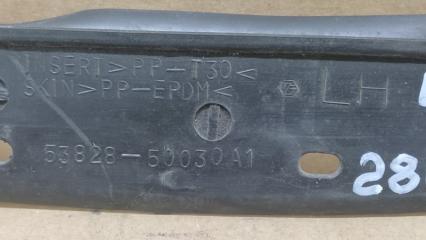 INSERT>PP-T30<
SKIN>PP-EPDM<
LH
53828-50030A1
28